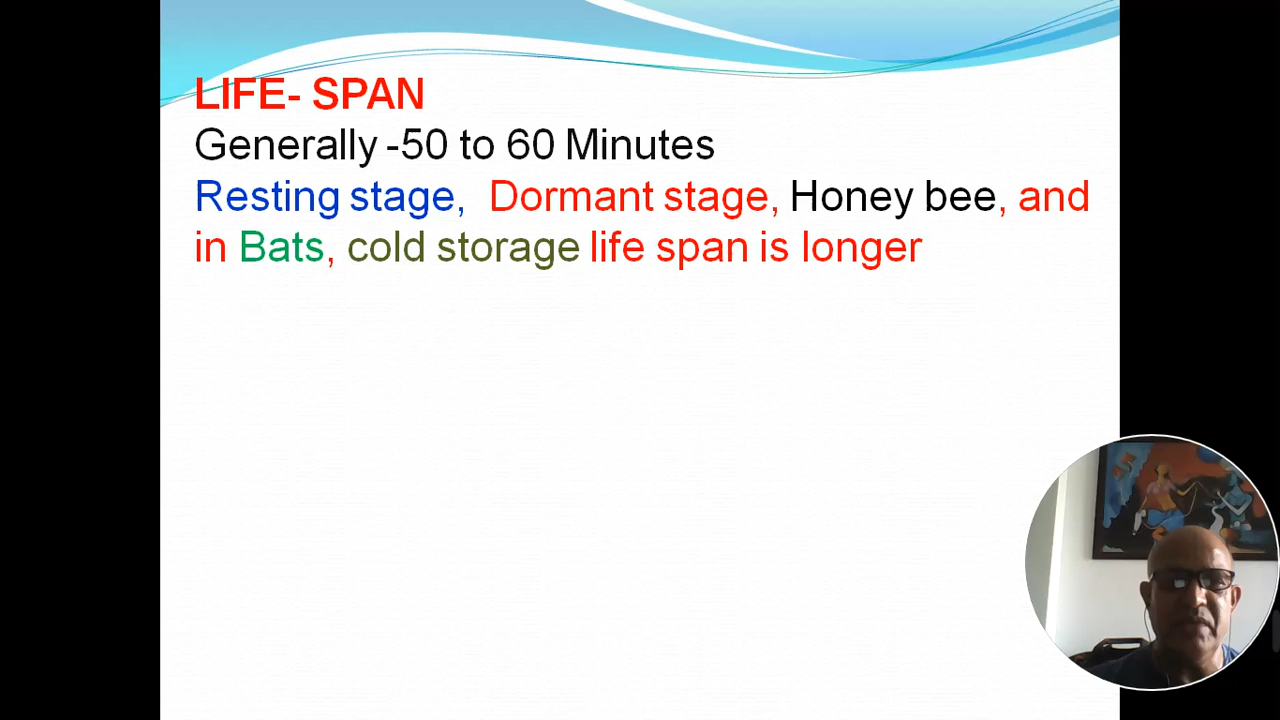 LIFE- SPAN
Generally -50 to 60 Minutes
Resting stage, Dormant stage, Honey bee, and
in Bats, cold storage life span is longer